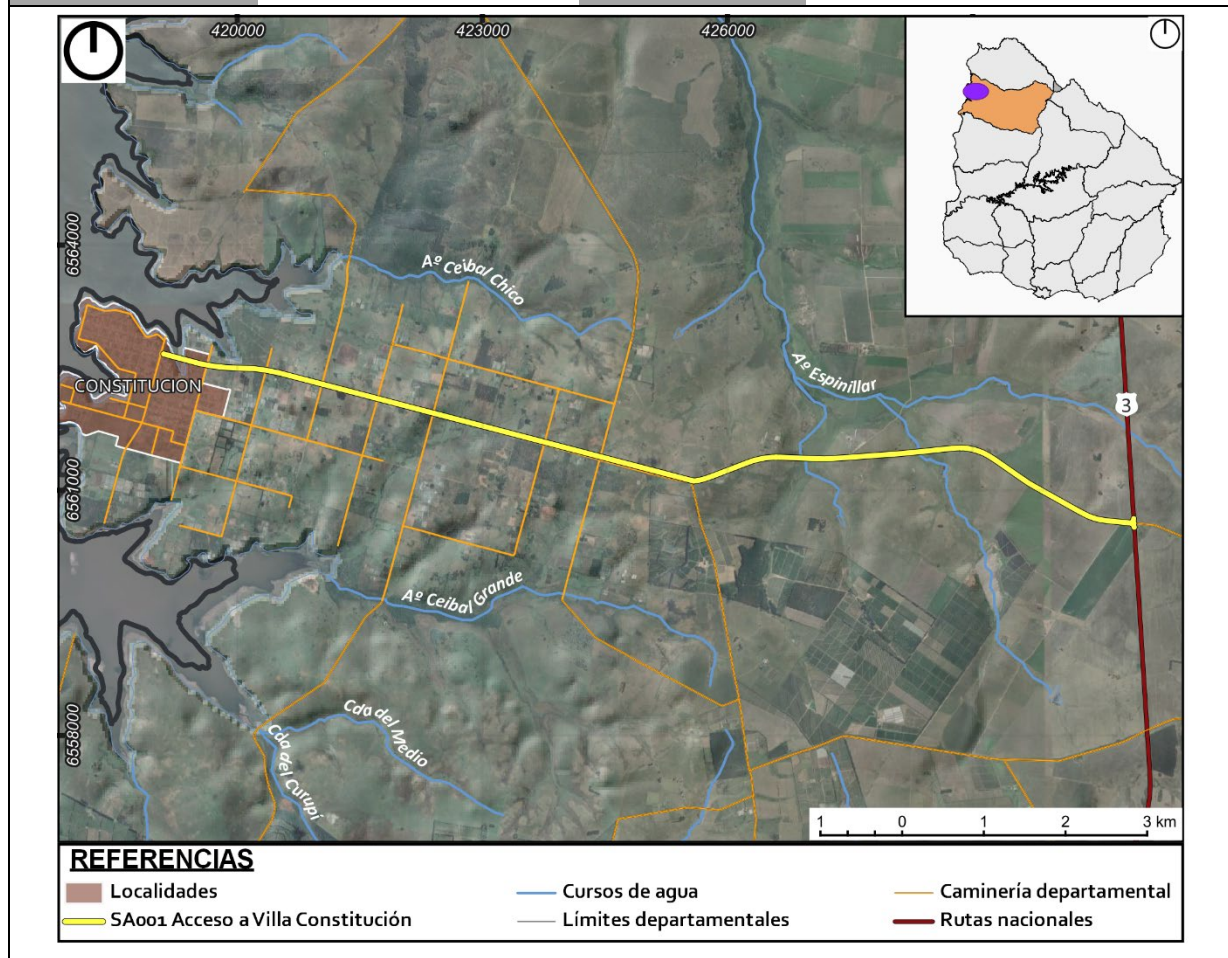 420000
423000
426000
6564000
Aº Ceibal Chico
CONSTITUCION
Aº Espinillar
3
6561000
Aº Ceibal Grande
Cda del Medio
Cda del Curupí
6558000
1 0 1 2 3 km
REFERENCIAS
Localidades
Cursos de agua
Caminería departamental
SA001 Acceso a Villa Constitución
Límites departamentales
Rutas nacionales